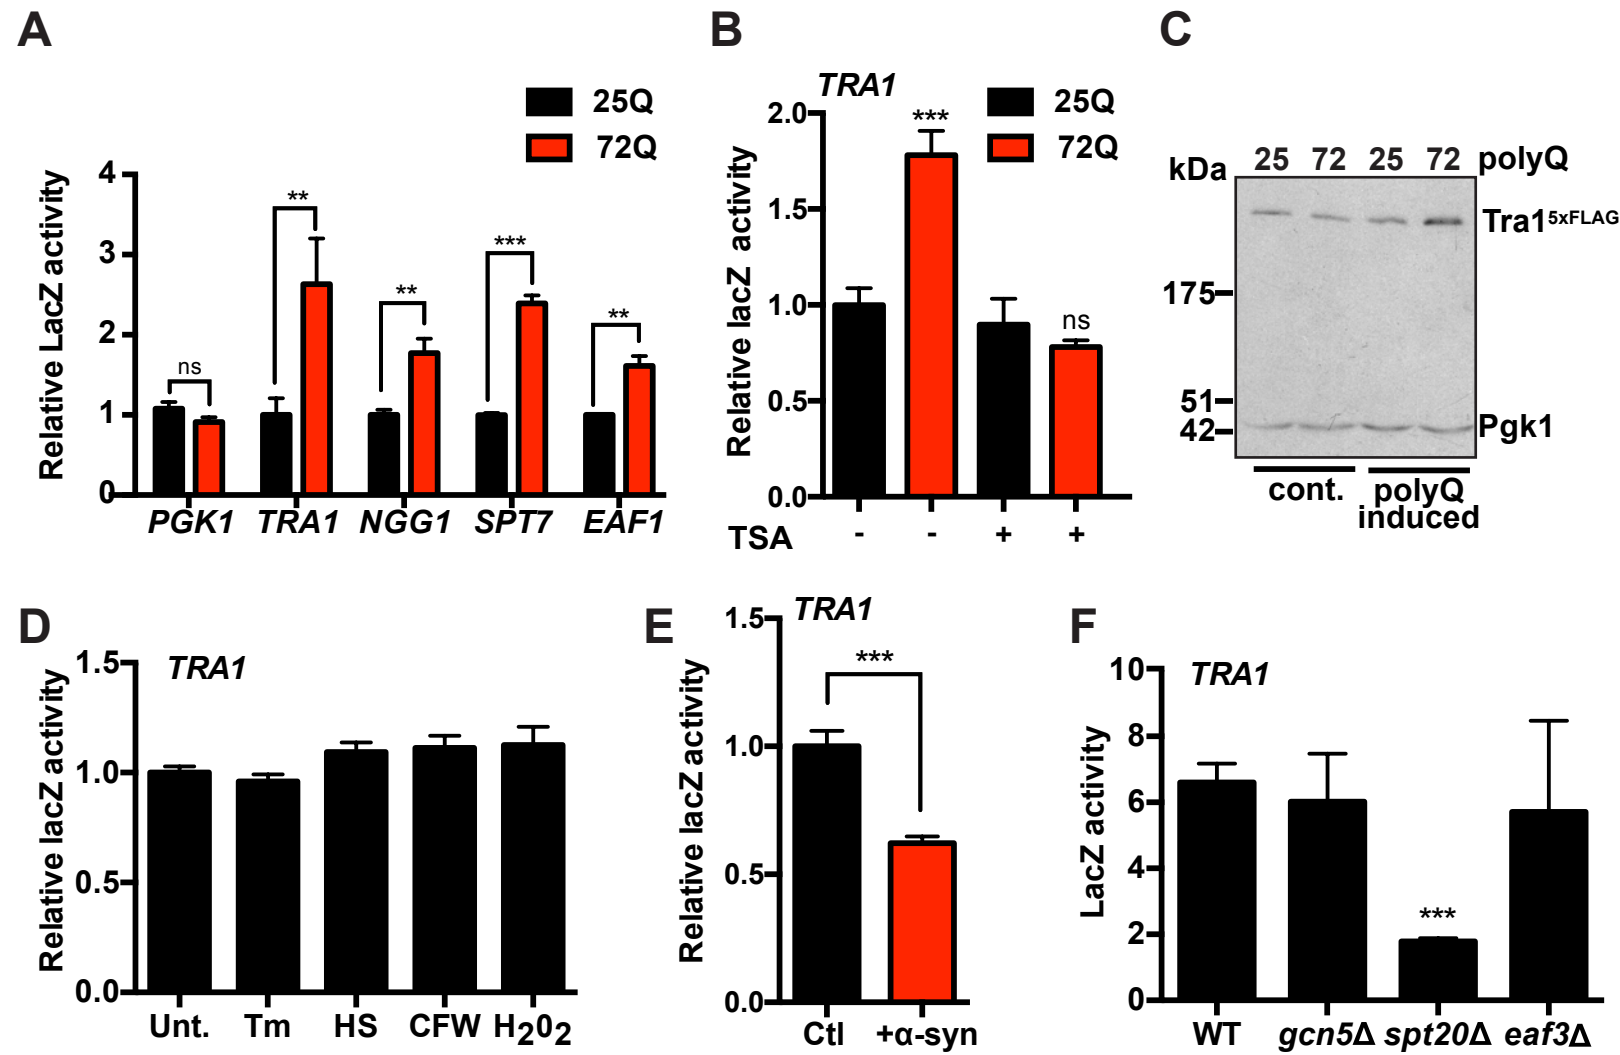 A
25Q
72Q
Relative LacZ activity
4
3
2
1
0
ns
**
**
***
**
PGK1 TRA1 NGG1 SPT7 EAF1
B
TRA1
25Q
72Q
Relative lacZ activity
2.0
1.5
1.0
0.5
0.0
***
ns
TSA - - + +
C
kDa 25 72 25 72 polyQ
Tra1⁵ˣᶠᴸᴬᴳ
175
51
42
Pgk1
cont. polyQ
induced
D
TRA1
Relative lacZ activity
1.5
1.0
0.5
0.0
Unt. Tm HS CFW H₂0₂
E
TRA1
Relative lacZ activity
1.5
1.0
0.5
0.0
***
Ctl +α-syn
F
TRA1
LacZ activity
10
8
6
4
2
0
***
WT gcn5Δ spt20Δ eaf3Δ